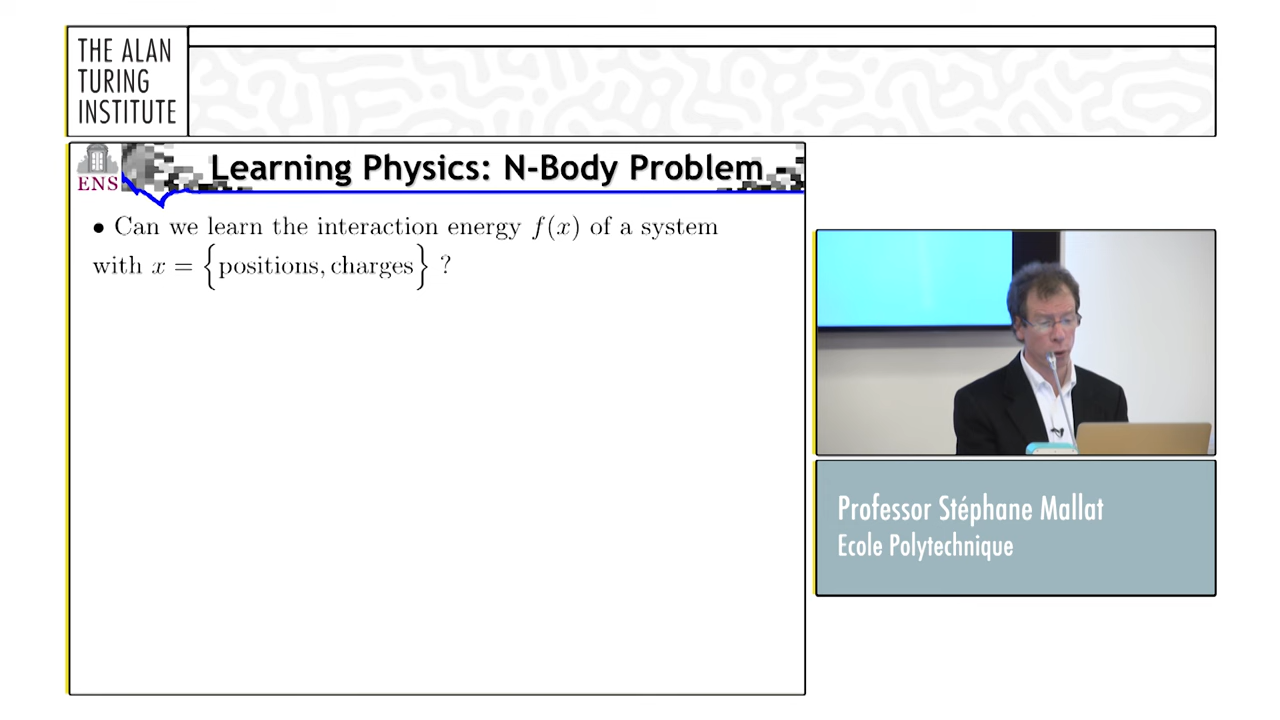 THE ALAN
TURING
INSTITUTE
ENS
Learning Physics: N-Body Problem
• Can we learn the interaction energy f(x) of a system
with x = {positions, charges} ?
Professor Stéphane Mallat
Ecole Polytechnique